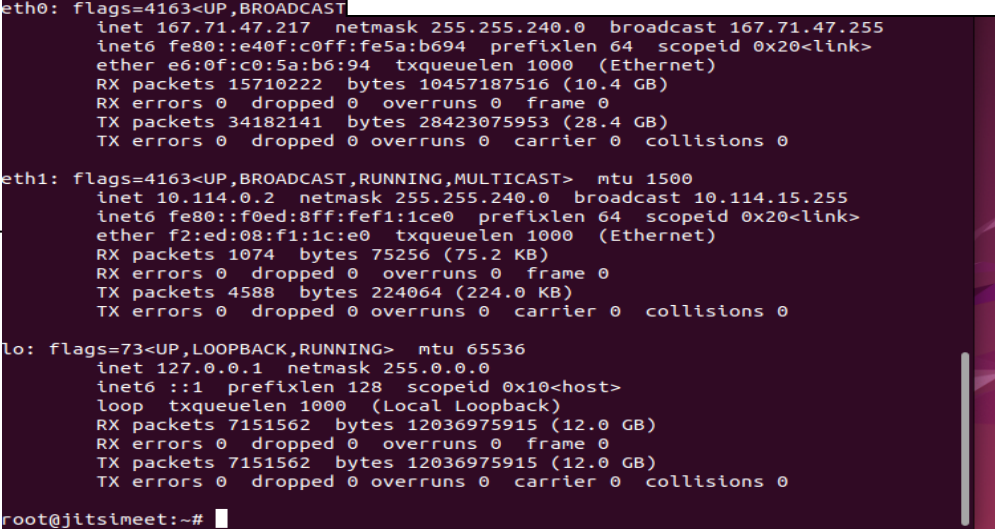 eth0: flags=4163<UP,BROADCAST
inet 167.71.47.217 netmask 255.255.240.0 broadcast 167.71.47.255
inet6 fe80::e40f:c0ff:fe5a:b694 prefixlen 64 scopeid 0x20<link>
ether e6:0f:c0:5a:b6:94 txqueuelen 1000 (Ethernet)
RX packets 15710222 bytes 10457187516 (10.4 GB)
RX errors 0 dropped 0 overruns 0 frame 0
TX packets 34182141 bytes 28423075953 (28.4 GB)
TX errors 0 dropped 0 overruns 0 carrier 0 collisions 0
eth1: flags=4163<UP,BROADCAST,RUNNING,MULTICAST> mtu 1500
inet 10.114.0.2 netmask 255.255.240.0 broadcast 10.114.15.255
inet6 fe80::f0ed:8ff:fef1:1ce0 prefixlen 64 scopeid 0x20<link>
ether f2:ed:08:f1:1c:e0 txqueuelen 1000 (Ethernet)
RX packets 1074 bytes 75256 (75.2 KB)
RX errors 0 dropped 0 overruns 0 frame 0
TX packets 4588 bytes 224064 (224.0 KB)
TX errors 0 dropped 0 overruns 0 carrier 0 collisions 0
lo: flags=73<UP,LOOPBACK,RUNNING> mtu 65536
inet 127.0.0.1 netmask 255.0.0.0
inet6 ::1 prefixlen 128 scopeid 0x10<host>
loop txqueuelen 1000 (Local Loopback)
RX packets 7151562 bytes 12036975915 (12.0 GB)
RX errors 0 dropped 0 overruns 0 frame 0
TX packets 7151562 bytes 12036975915 (12.0 GB)
TX errors 0 dropped 0 overruns 0 carrier 0 collisions 0
root@jitsimeet:~#